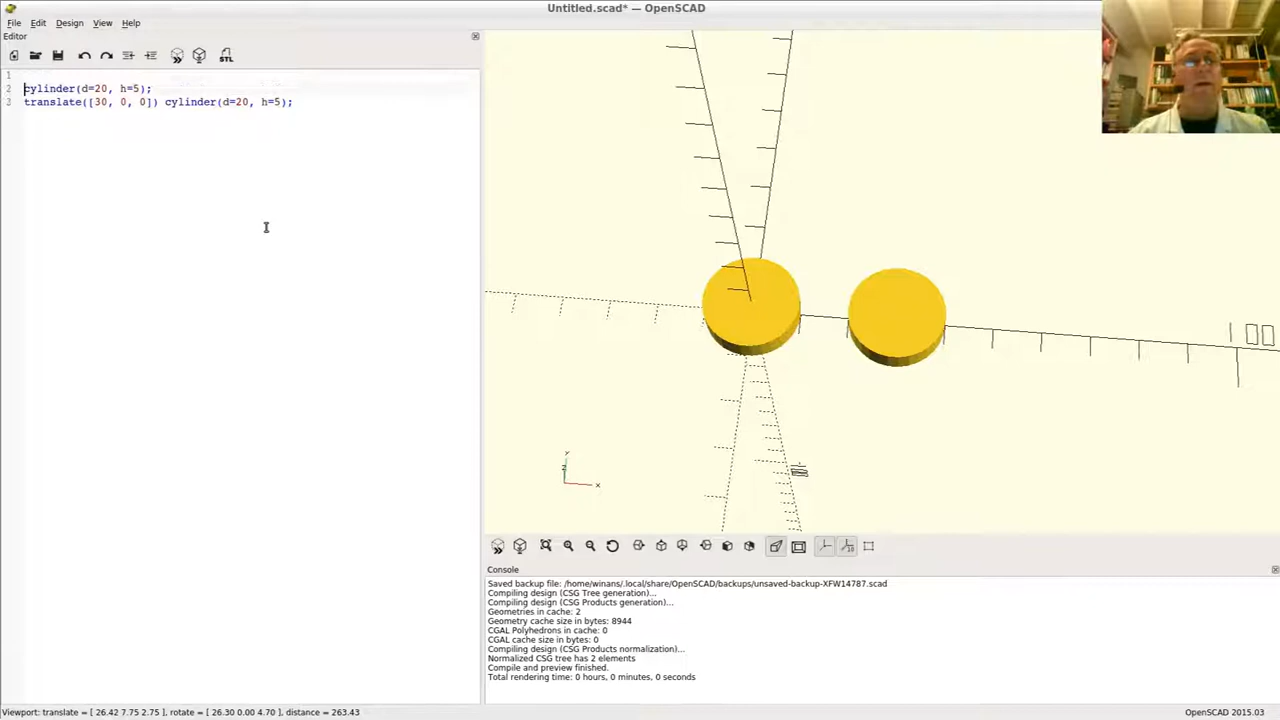 Untitled.scad* — OpenSCAD
File Edit Design View Help
Editor
STL
1
2 cylinder(d=20, h=5);
3 translate([30, 0, 0]) cylinder(d=20, h=5);
Y
Z
X
Console
Saved backup file: /home/winans/.local/share/OpenSCAD/backups/unsaved-backup-XFW14787.scad
Compiling design (CSG Tree generation)...
Compiling design (CSG Products generation)...
Geometries in cache: 2
Geometry cache size in bytes: 8944
CGAL Polyhedrons in cache: 0
CGAL cache size in bytes: 0
Compiling design (CSG Products normalization)...
Normalized CSG tree has 2 elements
Compile and preview finished.
Total rendering time: 0 hours, 0 minutes, 0 seconds
Viewport: translate = [ 26.42 7.75 2.75 ], rotate = [ 26.30 0.00 4.70 ], distance = 263.43
OpenSCAD 2015.03